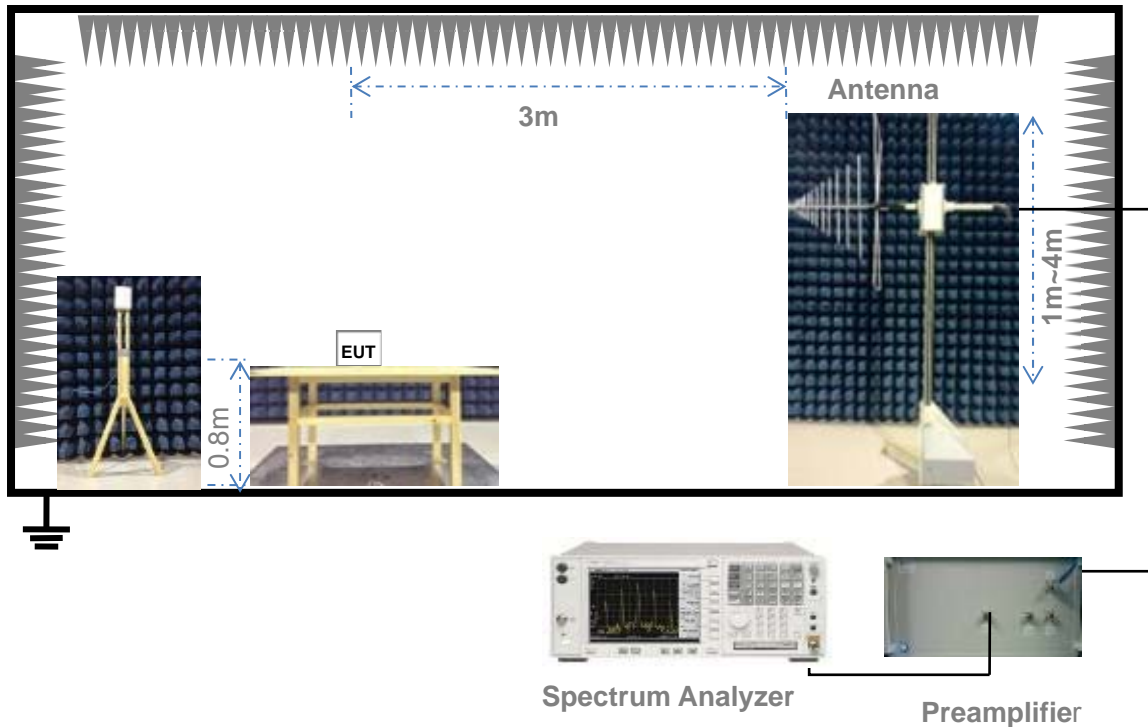 Antenna
3m
1m~4m
EUT
0.8m
Spectrum Analyzer
Preamplifier